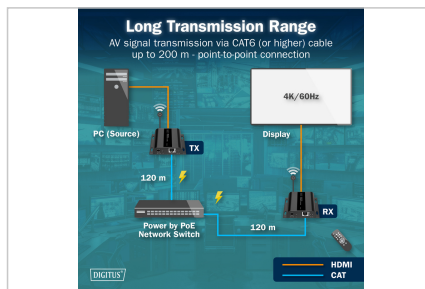 Long Transmission Range
AV signal transmission via CAT6 (or higher) cable
up to 200 m - point-to-point connection
4K/60Hz
PC (Source)
TX
Display
120 m
RX
Power by PoE
Network Switch
120 m
HDMI
CAT
DIGITUS®